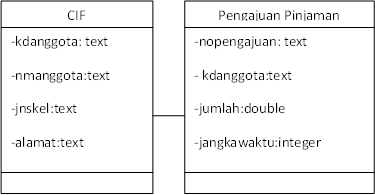 CIF
-kdanggota: text
-nmanggota:text
-jnskel:text
-alamat:text
Pengajuan Pinjaman
-nopengajuan: text
- kdanggota:text
-jumlah:double
-jangkawaktu:integer